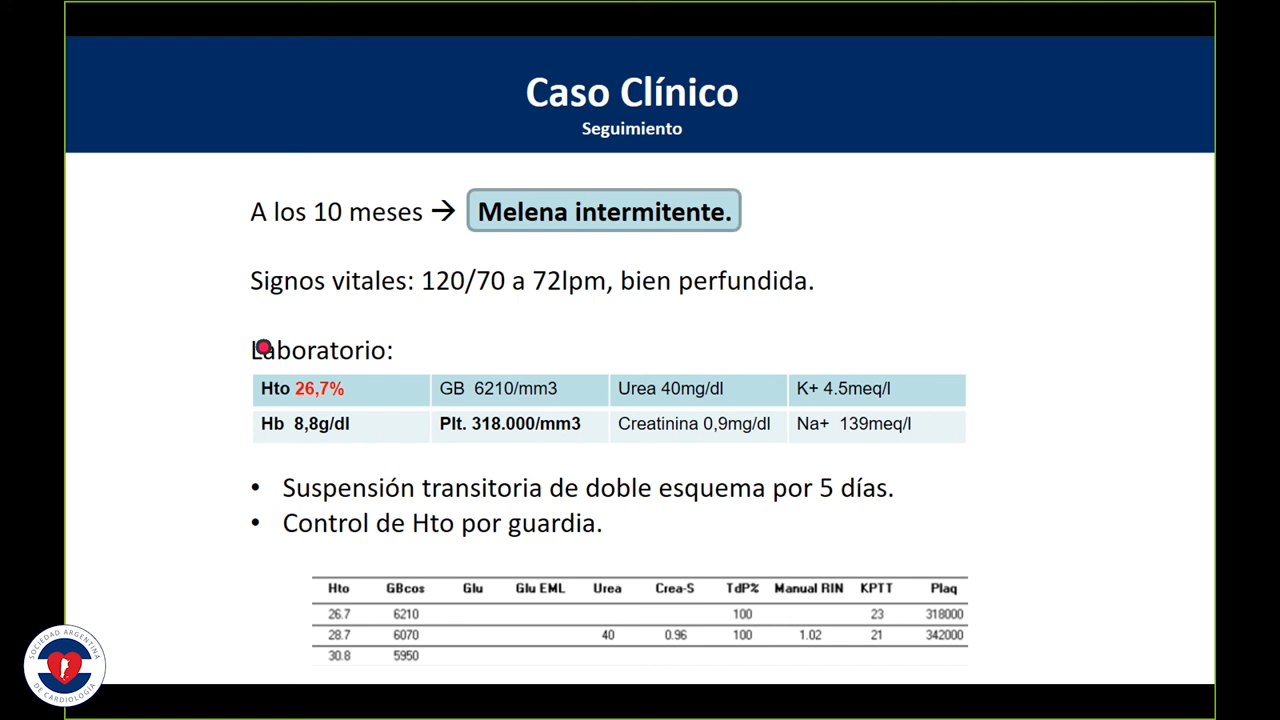 Caso Clínico
Seguimiento
A los 10 meses → Melena intermitente.
Signos vitales: 120/70 a 72lpm, bien perfundida.
Laboratorio:
Hto 26,7% GB 6210/mm3 Urea 40mg/dl K+ 4.5meq/l
Hb 8,8g/dl Plt. 318.000/mm3 Creatinina 0,9mg/dl Na+ 139meq/l
• Suspensión transitoria de doble esquema por 5 días.
• Control de Hto por guardia.
Hto GBcos Glu Glu EML Urea Crea-S TdP% Manual RIN KPTT Plaq
26.7 6210 100 23 318000
28.7 6070 40 0.96 100 1.02 21 342000
30.8 5950
SOCIEDAD ARGENTINA
DE CARDIOLOGÍA